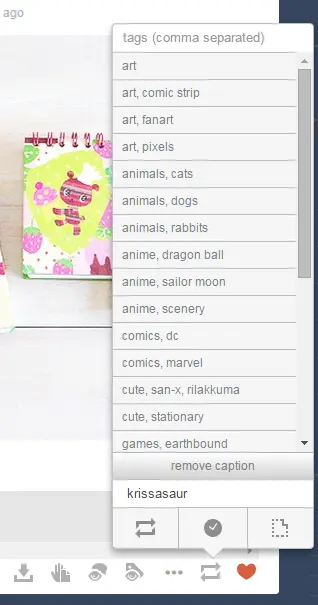 ago
tags (comma separated)
art
art, comic strip
art, fanart
art, pixels
animals, cats
animals, dogs
animals, rabbits
anime, dragon ball
anime, sailor moon
anime, scenery
comics, dc
comics, marvel
cute, san-x, rilakkuma
cute, stationary
games, earthbound
remove caption
krissasaur